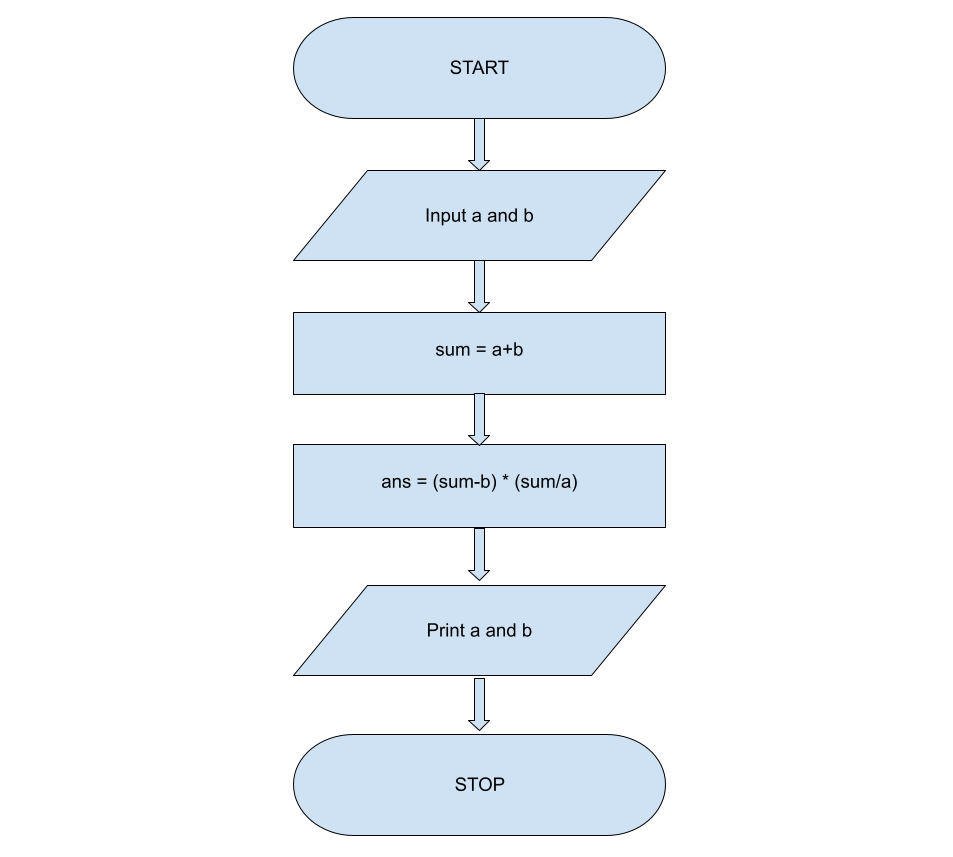 START
Input a and b
sum = a+b
ans = (sum-b) * (sum/a)
Print a and b
STOP